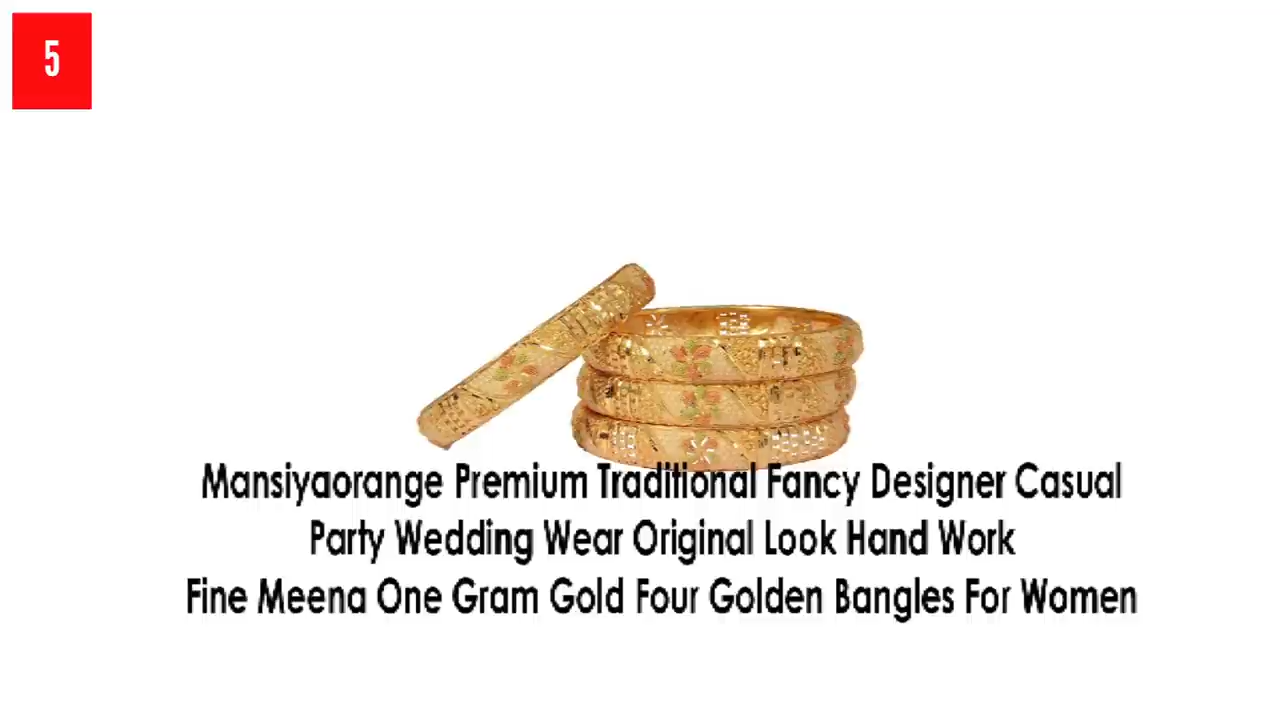 5
Mansiyaorange Premium Traditional Fancy Designer Casual
Party Wedding Wear Original Look Hand Work
Fine Meena One Gram Gold Four Golden Bangles For Women